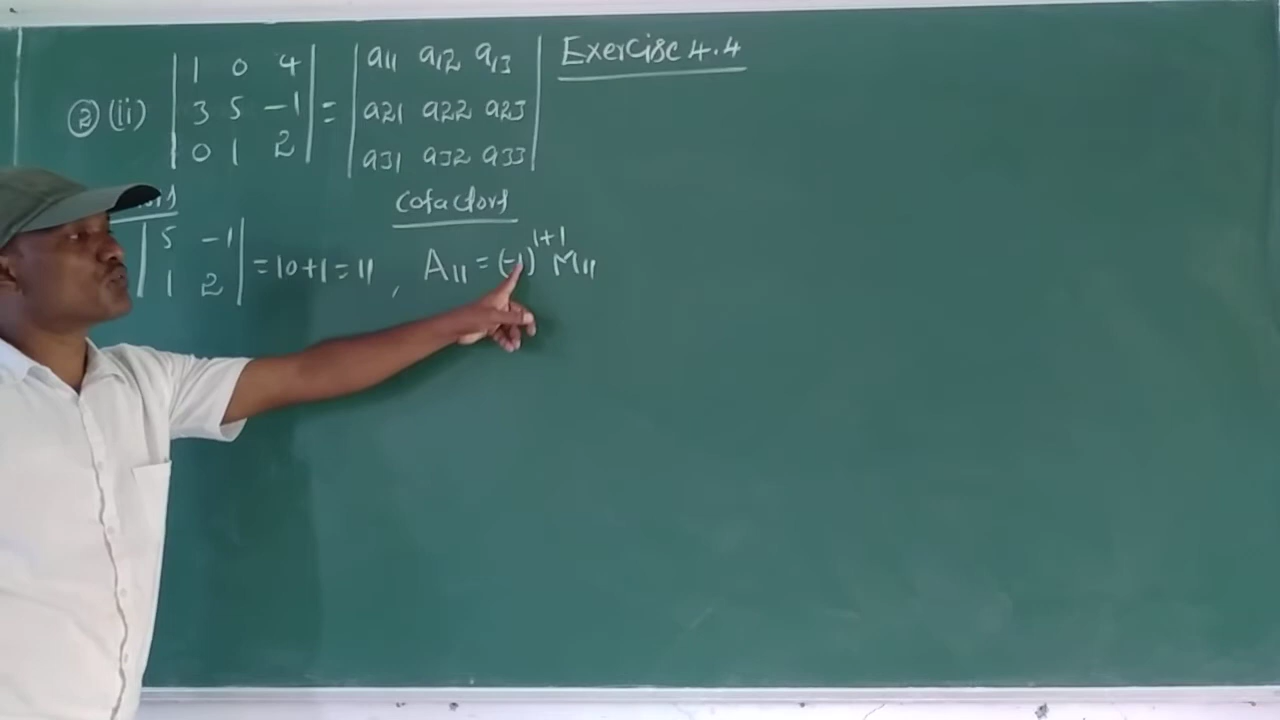 ② (ii) | 1 0 4 | = | a11 a12 a13 | Exercise 4.4
| 3 5 -1 | | a21 a22 a23 |
| 0 1 2 | | a31 a32 a33 |
Cofactors
| 5 -1 |
| 1 2 | = 10+1 = 11 , A11 = (-1)^1+1 M11